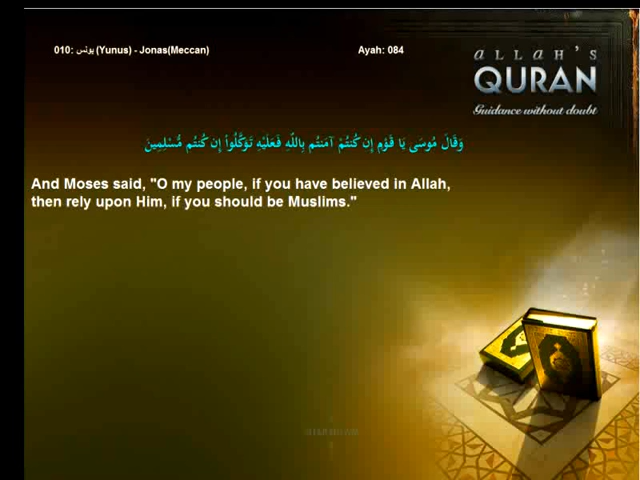 010: يونس (Yunus) - Jonas(Meccan) Ayah: 084
ALLAH'S
QURAN
Guidance without doubt
وَقَالَ مُوسَى يَا قَوْمِ إِن كُنتُمْ آمَنتُم بِاللّهِ فَعَلَيْهِ تَوَكَّلُواْ إِن كُنتُم مُّسْلِمِينَ
And Moses said, "O my people, if you have believed in Allah,
then rely upon Him, if you should be Muslims."